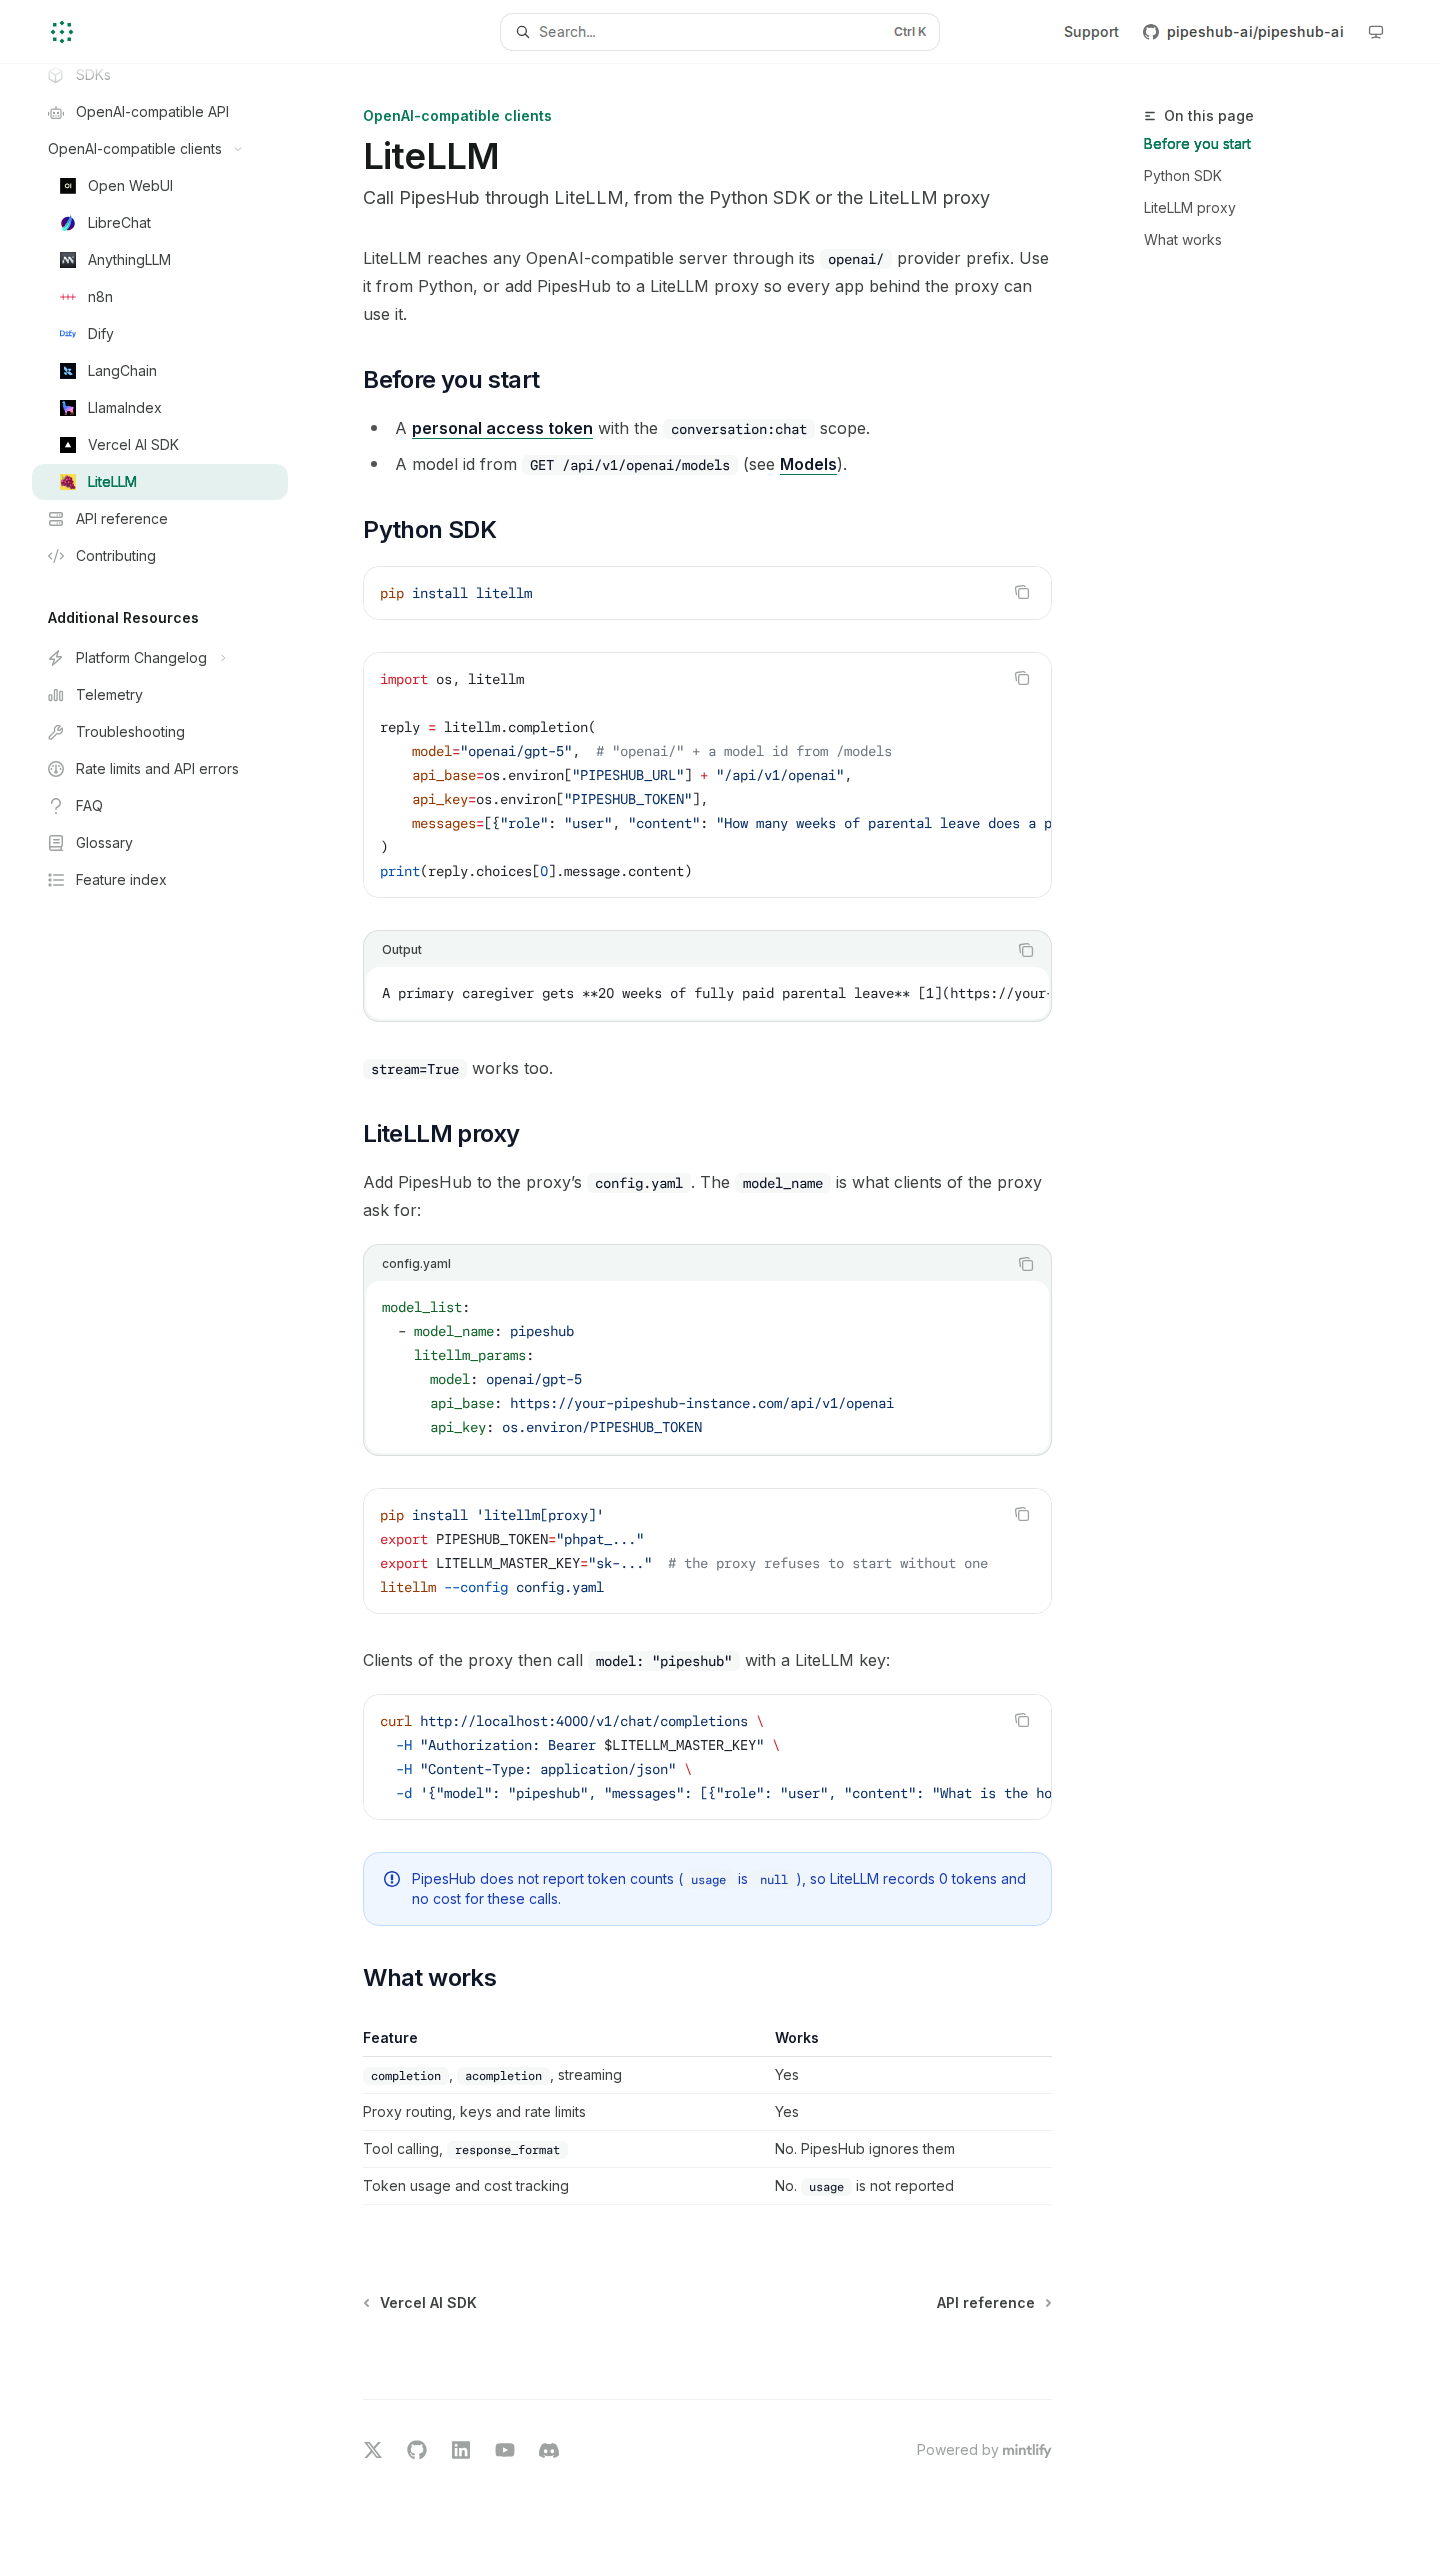 Search...
Ctrl K
Support
pipeshub-ai/pipeshub-ai
SDKs
OpenAI-compatible API
OpenAI-compatible clients
Open WebUI
LibreChat
AnythingLLM
n8n
Dify
LangChain
LlamaIndex
Vercel AI SDK
LiteLLM
API reference
Contributing
Additional Resources
Platform Changelog
Telemetry
Troubleshooting
Rate limits and API errors
FAQ
Glossary
Feature index
OpenAI-compatible clients
LiteLLM
Call PipesHub through LiteLLM, from the Python SDK or the LiteLLM proxy
LiteLLM reaches any OpenAI-compatible server through its openai/ provider prefix. Use
it from Python, or add PipesHub to a LiteLLM proxy so every app behind the proxy can
use it.
Before you start
A personal access token with the conversation:chat scope.
A model id from GET /api/v1/openai/models (see Models).
Python SDK
pip install litellm
import os, litellm
reply = litellm.completion(
model="openai/gpt-5",  # "openai/" + a model id from /models
api_base=os.environ["PIPESHUB_URL"] + "/api/v1/openai",
api_key=os.environ["PIPESHUB_TOKEN"],
messages=[{"role": "user", "content": "How many weeks of parental leave does a p
)
print(reply.choices[0].message.content)
Output
A primary caregiver gets **20 weeks of fully paid parental leave** [1](https://your-
stream=True works too.
LiteLLM proxy
Add PipesHub to the proxy’s config.yaml. The model_name is what clients of the proxy
ask for:
config.yaml
model_list:
- model_name: pipeshub
litellm_params:
model: openai/gpt-5
api_base: https://your-pipeshub-instance.com/api/v1/openai
api_key: os.environ/PIPESHUB_TOKEN
pip install 'litellm[proxy]'
export PIPESHUB_TOKEN="phpat_..."
export LITELLM_MASTER_KEY="sk-..."  # the proxy refuses to start without one
litellm --config config.yaml
Clients of the proxy then call model: "pipeshub" with a LiteLLM key:
curl http://localhost:4000/v1/chat/completions \
-H "Authorization: Bearer $LITELLM_MASTER_KEY" \
-H "Content-Type: application/json" \
-d '{"model": "pipeshub", "messages": [{"role": "user", "content": "What is the ho
PipesHub does not report token counts ( usage is null ), so LiteLLM records 0 tokens and
no cost for these calls.
What works
Feature Works
completion, acompletion, streaming Yes
Proxy routing, keys and rate limits Yes
Tool calling, response_format No. PipesHub ignores them
Token usage and cost tracking No. usage is not reported
Vercel AI SDK
API reference
Powered by mintlify
On this page
Before you start
Python SDK
LiteLLM proxy
What works